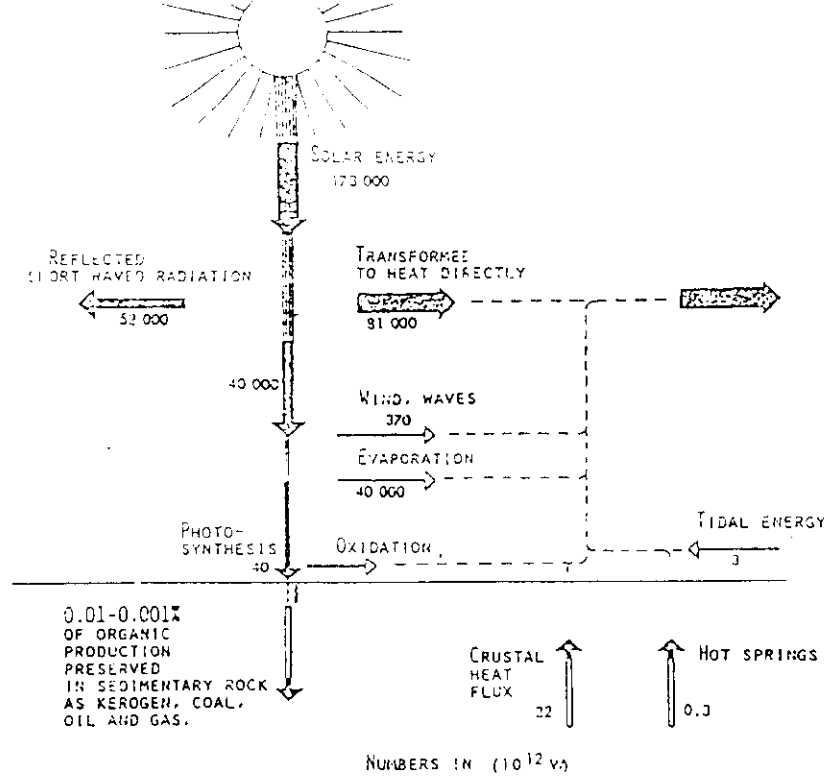 SOLAR ENERGY
173 000
REFLECTED
SHORT WAVED RADIATION
52 000
TRANSFORMED
TO HEAT DIRECTLY
81 000
40 000
WIND, WAVES
370
EVAPORATION
40 000
PHOTO-
SYNTHESIS
40
OXIDATION
TIDAL ENERGY
3
0.01-0.001%
OF ORGANIC
PRODUCTION
PRESERVED
IN SEDIMENTARY ROCK
AS KEROGEN, COAL,
OIL AND GAS.
CRUSTAL
HEAT
FLUX
HOT SPRINGS
0.3
NUMBERS IN (10¹²